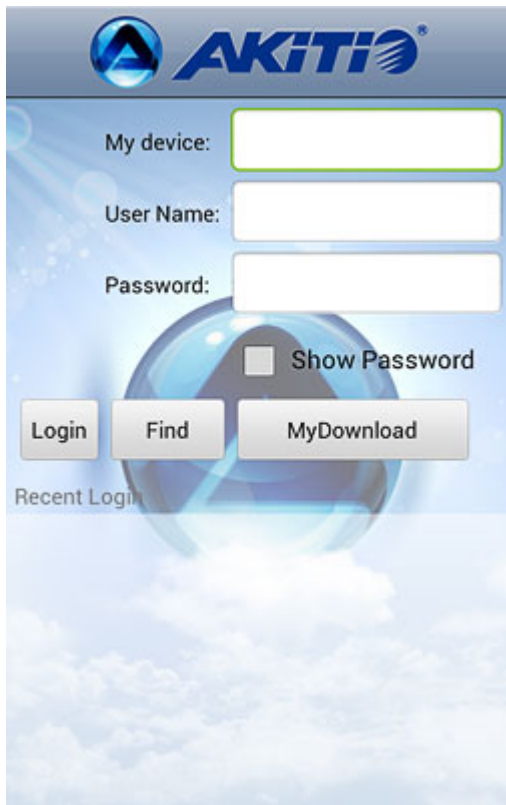 AKiTiO®
My device:
User Name:
Password:
Show Password
Login Find MyDownload
Recent Login